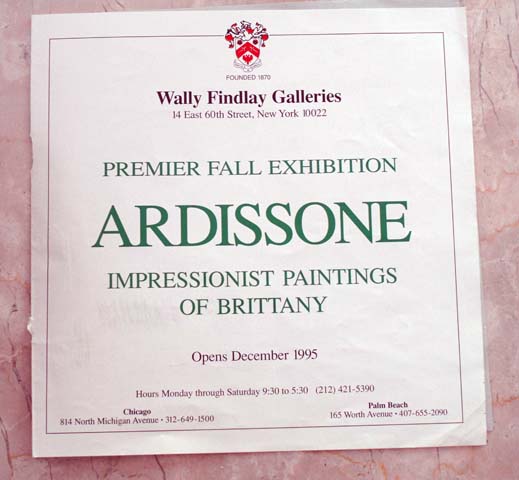 FOUNDED 1870
Wally Findlay Galleries
14 East 60th Street, New York 10022
PREMIER FALL EXHIBITION
ARDISSONE
IMPRESSIONIST PAINTINGS
OF BRITTANY
Opens December 1995
Hours Monday through Saturday 9:30 to 5:30 (212) 421-5390
Chicago
814 North Michigan Avenue • 312-649-1500
Palm Beach
165 Worth Avenue • 407-655-2090